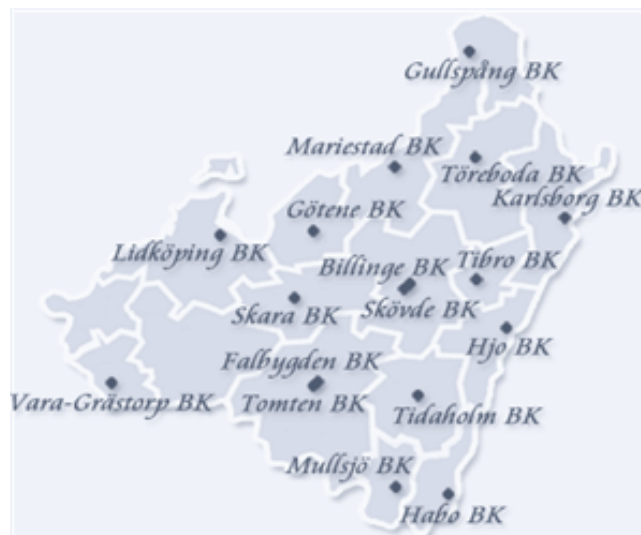 Gullspång BK
Mariestad BK
Töreboda BK
Karlsborg BK
Götene BK
Lidköping BK
Billinge BK
Tibro BK
Skara BK
Skövde BK
Hjo BK
Falbygden BK
Vara-Grästorp BK
Tomten BK
Tidaholm BK
Mullsjö BK
Habo BK